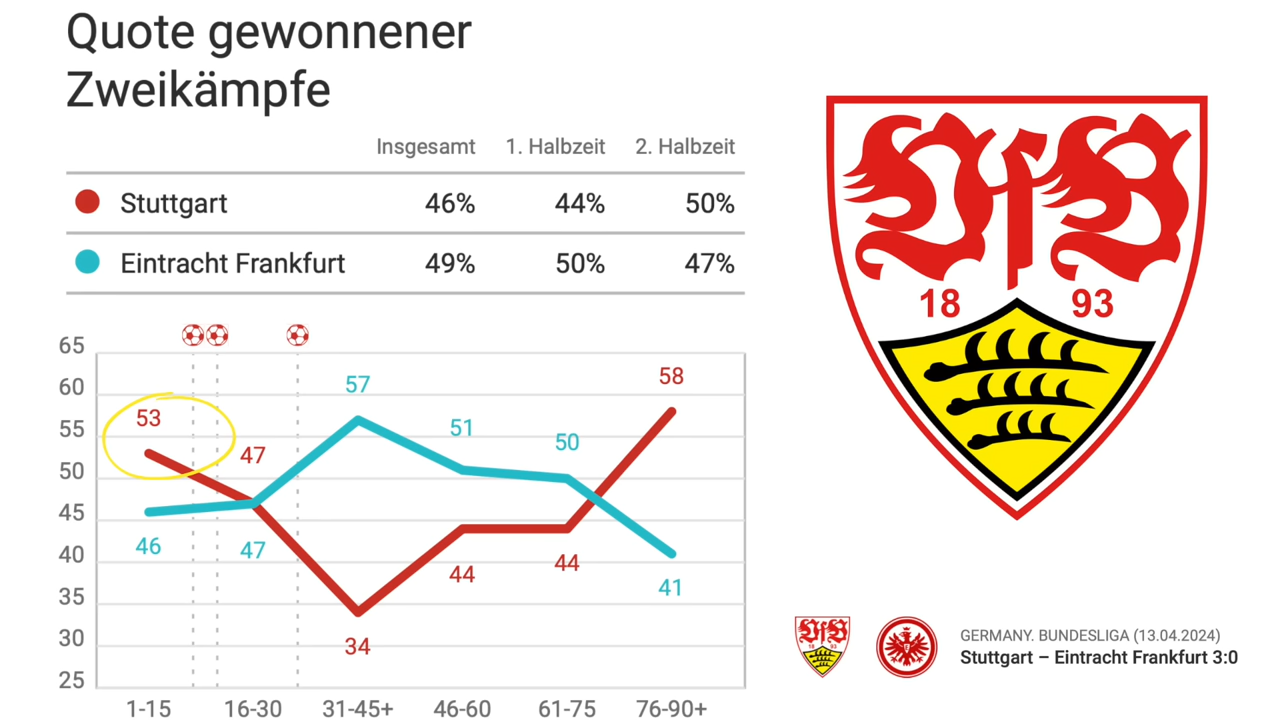 Quote gewonnener
Zweikämpfe
Insgesamt 1. Halbzeit 2. Halbzeit
Stuttgart 46% 44% 50%
Eintracht Frankfurt 49% 50% 47%
65
60
55
50
45
40
35
30
25
53
47
34
44
44
58
46
47
57
51
50
41
1-15 16-30 31-45+ 46-60 61-75 76-90+
VfB
18 93
VfB
18 93
GERMANY. BUNDESLIGA (13.04.2024)
Stuttgart – Eintracht Frankfurt 3:0